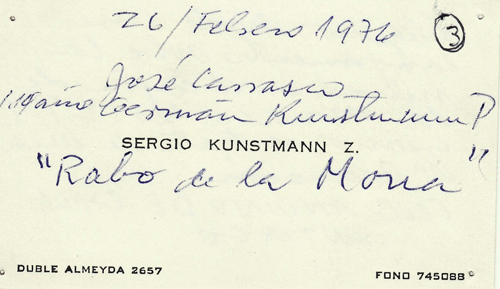 26/Febrero 1976 3
José Carrasco
Germán Kunstmann P
SERGIO KUNSTMANN Z.
"Rabo de la Mona"
DUBLE ALMEYDA 2657 FONO 745088